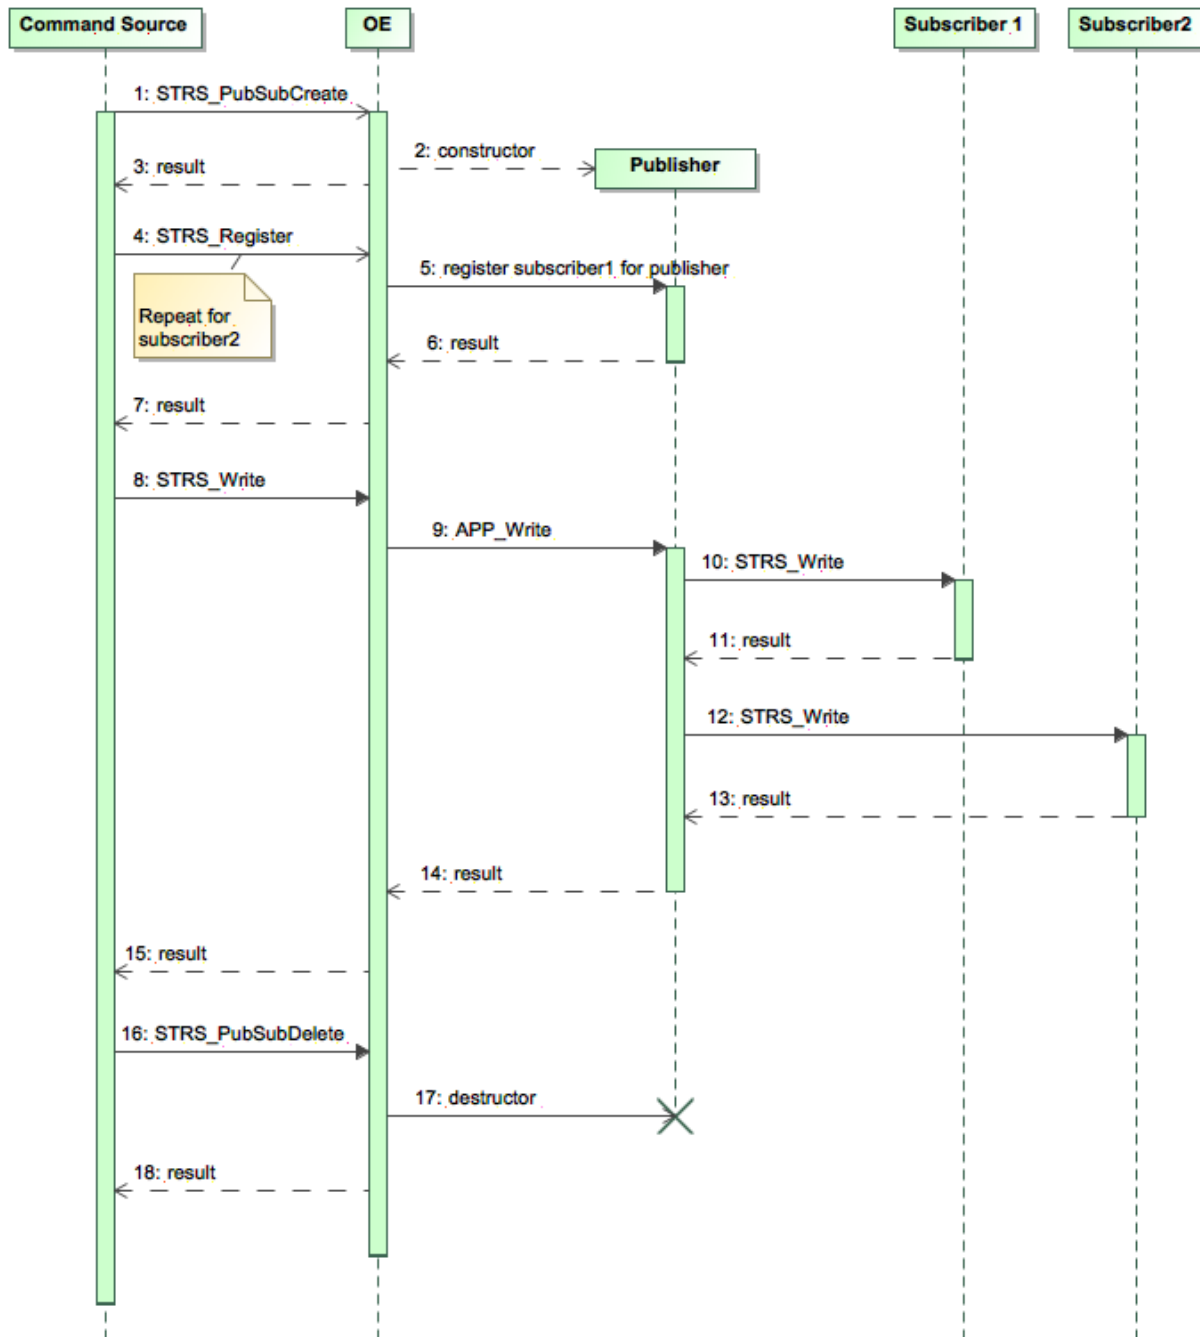 Command Source
OE
Subscriber 1
Subscriber2
1: STRS_PubSubCreate
2: constructor
Publisher
3: result
4: STRS_Register
5: register subscriber1 for publisher
Repeat for
subscriber2
6: result
7: result
8: STRS_Write
9: APP_Write
10: STRS_Write
11: result
12: STRS_Write
13: result
14: result
15: result
16: STRS_PubSubDelete
17: destructor
18: result